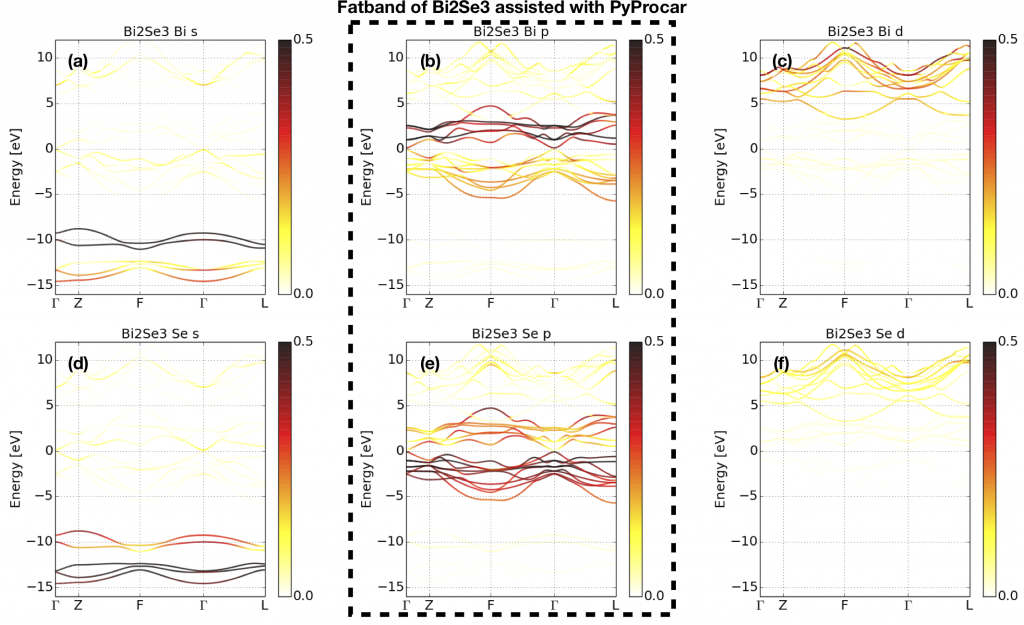 Fatband of Bi2Se3 assisted with PyProcar
Bi2Se3 Bi s
(a)
Energy [eV]
10
5
0
−5
−10
−15
Γ Z F Γ L
0.5
0.0
Bi2Se3 Bi p
(b)
Energy [eV]
10
5
0
−5
−10
−15
Γ Z F Γ L
0.5
0.0
Bi2Se3 Bi d
(c)
Energy [eV]
10
5
0
−5
−10
−15
Γ Z F Γ L
0.5
0.0
Bi2Se3 Se s
(d)
Energy [eV]
10
5
0
−5
−10
−15
Γ Z F Γ L
0.5
0.0
Bi2Se3 Se p
(e)
Energy [eV]
10
5
0
−5
−10
−15
Γ Z F Γ L
0.5
0.0
Bi2Se3 Se d
(f)
Energy [eV]
10
5
0
−5
−10
−15
Γ Z F Γ L
0.5
0.0